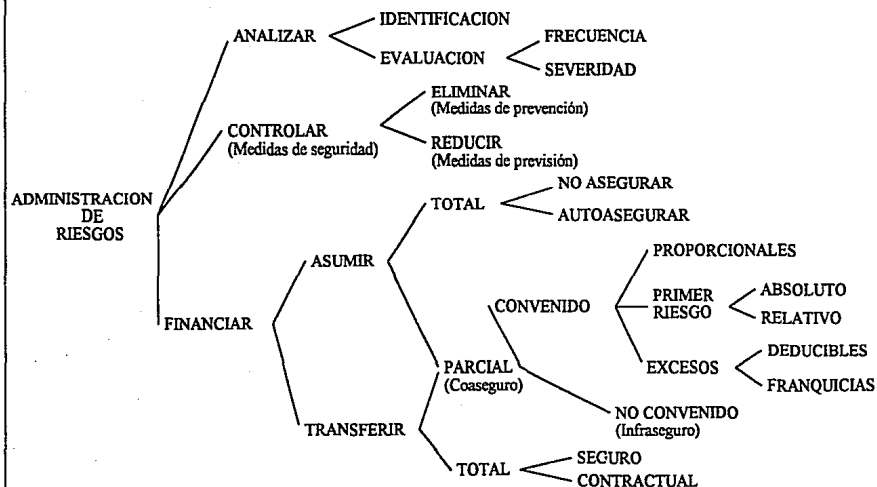 IDENTIFICACION
ANALIZAR
FRECUENCIA
EVALUACION
SEVERIDAD
ELIMINAR
(Medidas de prevención)
CONTROLAR
(Medidas de seguridad)
REDUCIR
(Medidas de previsión)
ADMINISTRACION
DE
RIESGOS
NO ASEGURAR
TOTAL
AUTOASEGURAR
PROPORCIONALES
ASUMIR
CONVENIDO
PRIMER
RIESGO
ABSOLUTO
RELATIVO
FINANCIAR
DEDUCIBLES
PARCIAL
(Coaseguro)
EXCESOS
FRANQUICIAS
NO CONVENIDO
(Infraseguro)
TRANSFERIR
SEGURO
TOTAL
CONTRACTUAL